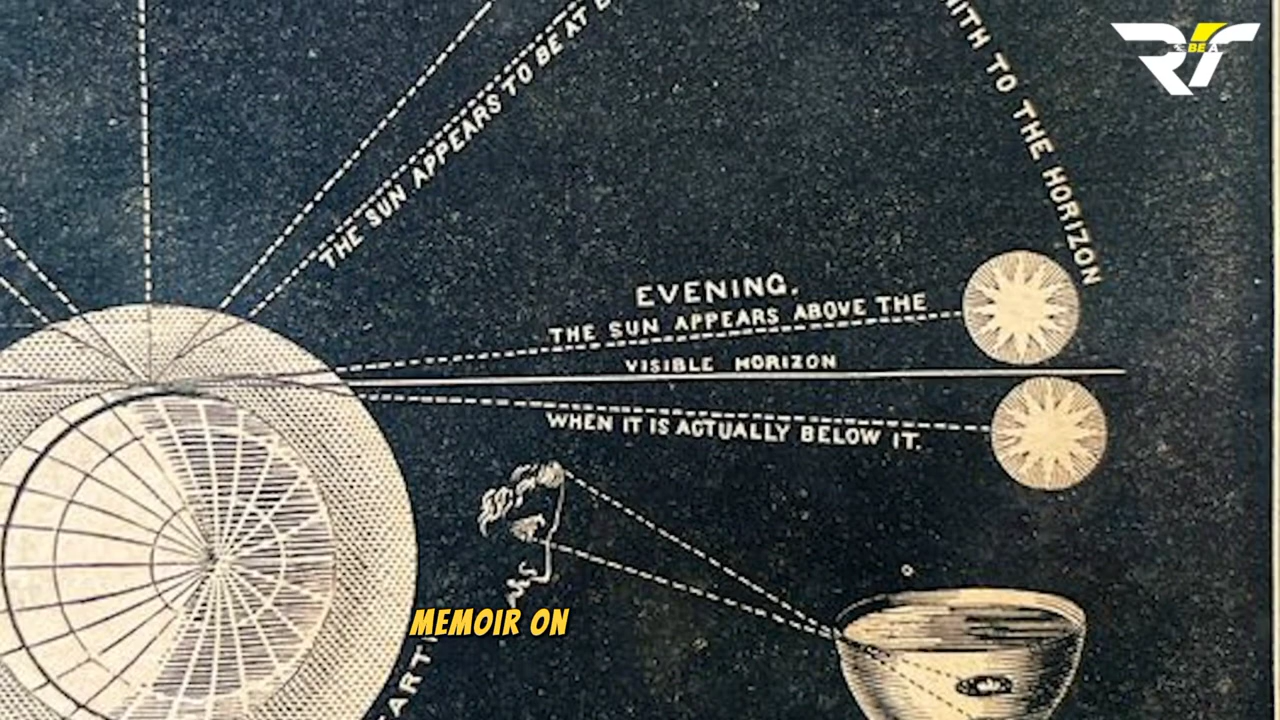 THE SUN APPEARS TO BE AT
TO THE HORIZON
BE A
EVENING.
THE SUN APPEARS ABOVE THE
VISIBLE HORIZON
WHEN IT IS ACTUALLY BELOW IT.
MEMOIR ON